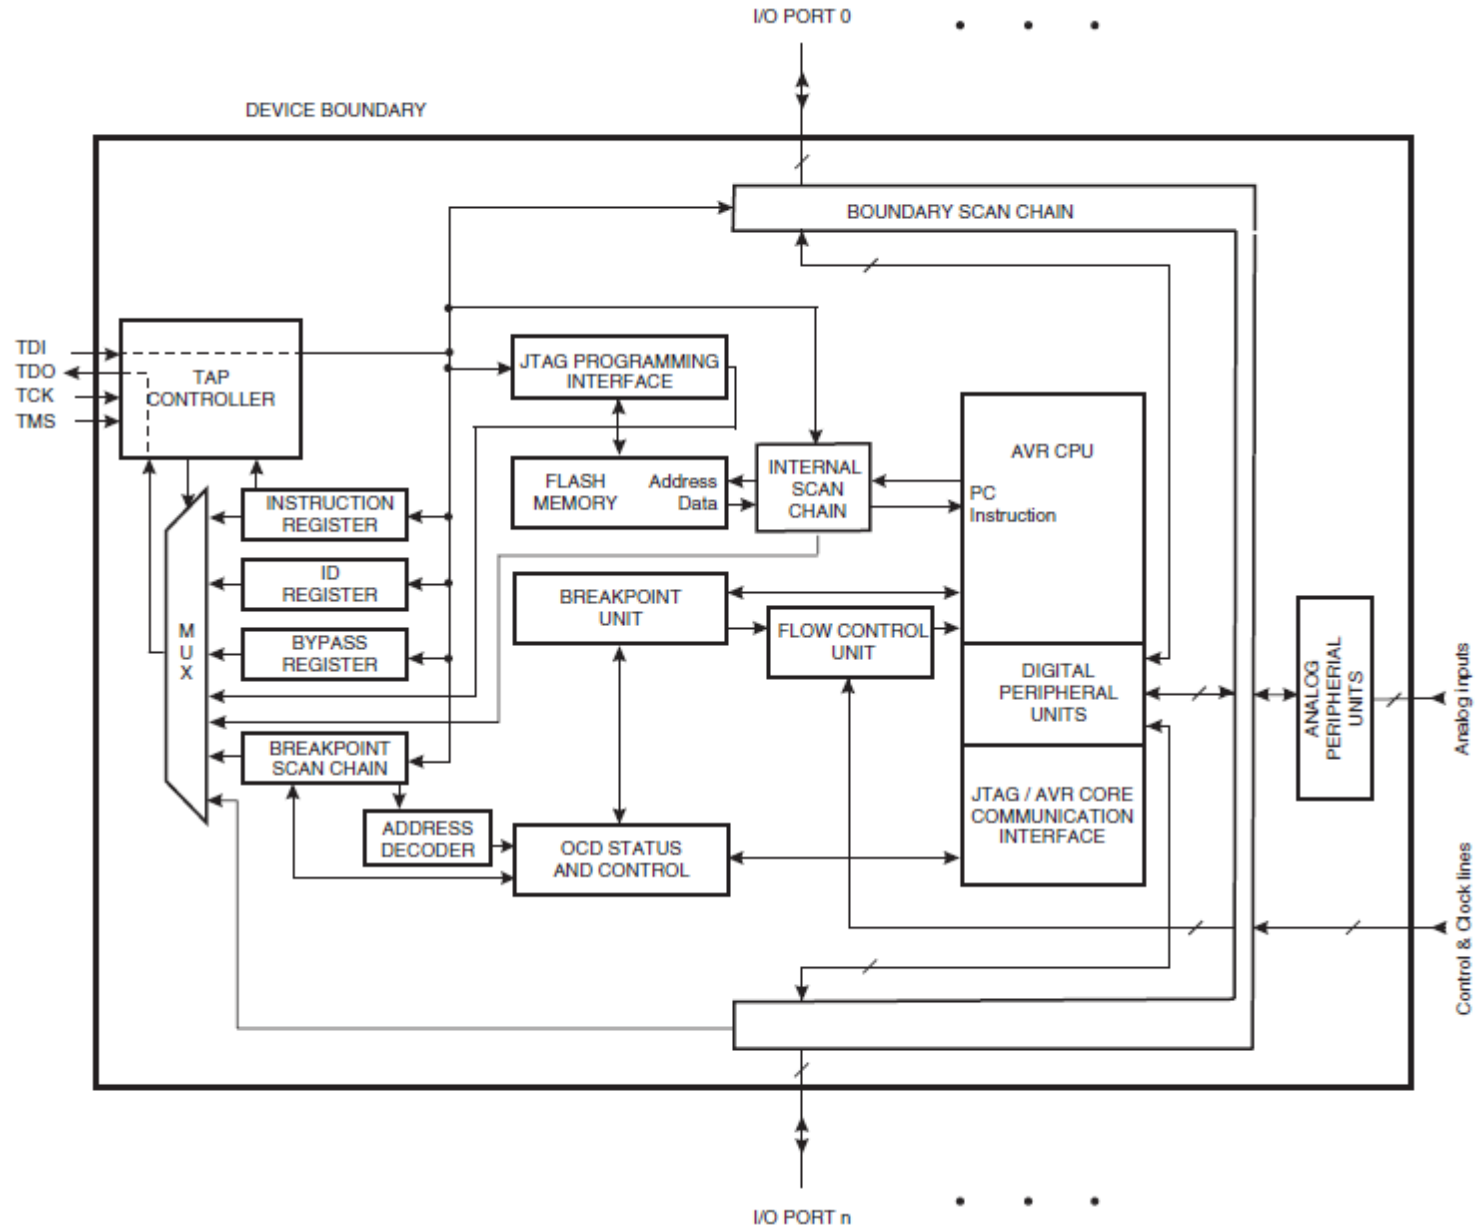 I/O PORT 0
DEVICE BOUNDARY
BOUNDARY SCAN CHAIN
TDI
TDO
TCK
TMS
TAP
CONTROLLER
JTAG PROGRAMMING
INTERFACE
FLASH
MEMORY
Address
Data
INTERNAL
SCAN
CHAIN
AVR CPU
PC
Instruction
INSTRUCTION
REGISTER
ID
REGISTER
BYPASS
REGISTER
M
U
X
BREAKPOINT
UNIT
FLOW CONTROL
UNIT
DIGITAL
PERIPHERAL
UNITS
ANALOG
PERIPHERIAL
UNITS
Analog inputs
BREAKPOINT
SCAN CHAIN
ADDRESS
DECODER
OCD STATUS
AND CONTROL
JTAG / AVR CORE
COMMUNICATION
INTERFACE
Control & Clock lines
I/O PORT n